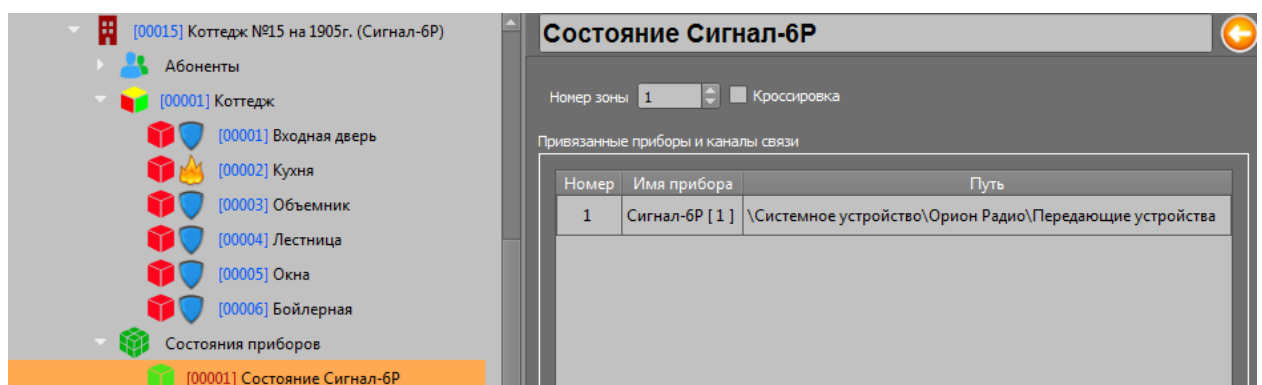 [00015] Коттедж №15 на 1905г. (Сигнал-6Р)
Абоненты
[00001] Коттедж
[00001] Входная дверь
[00002] Кухня
[00003] Объемник
[00004] Лестница
[00005] Окна
[00006] Бойлерная
Состояния приборов
[00001] Состояние Сигнал-6Р
Состояние Сигнал-6Р
Номер зоны 1 Кроссировка
Привязанные приборы и каналы связи
Номер Имя прибора Путь
1 Сигнал-6Р [ 1 ] \Системное устройство\Орион Радио\Передающие устройства